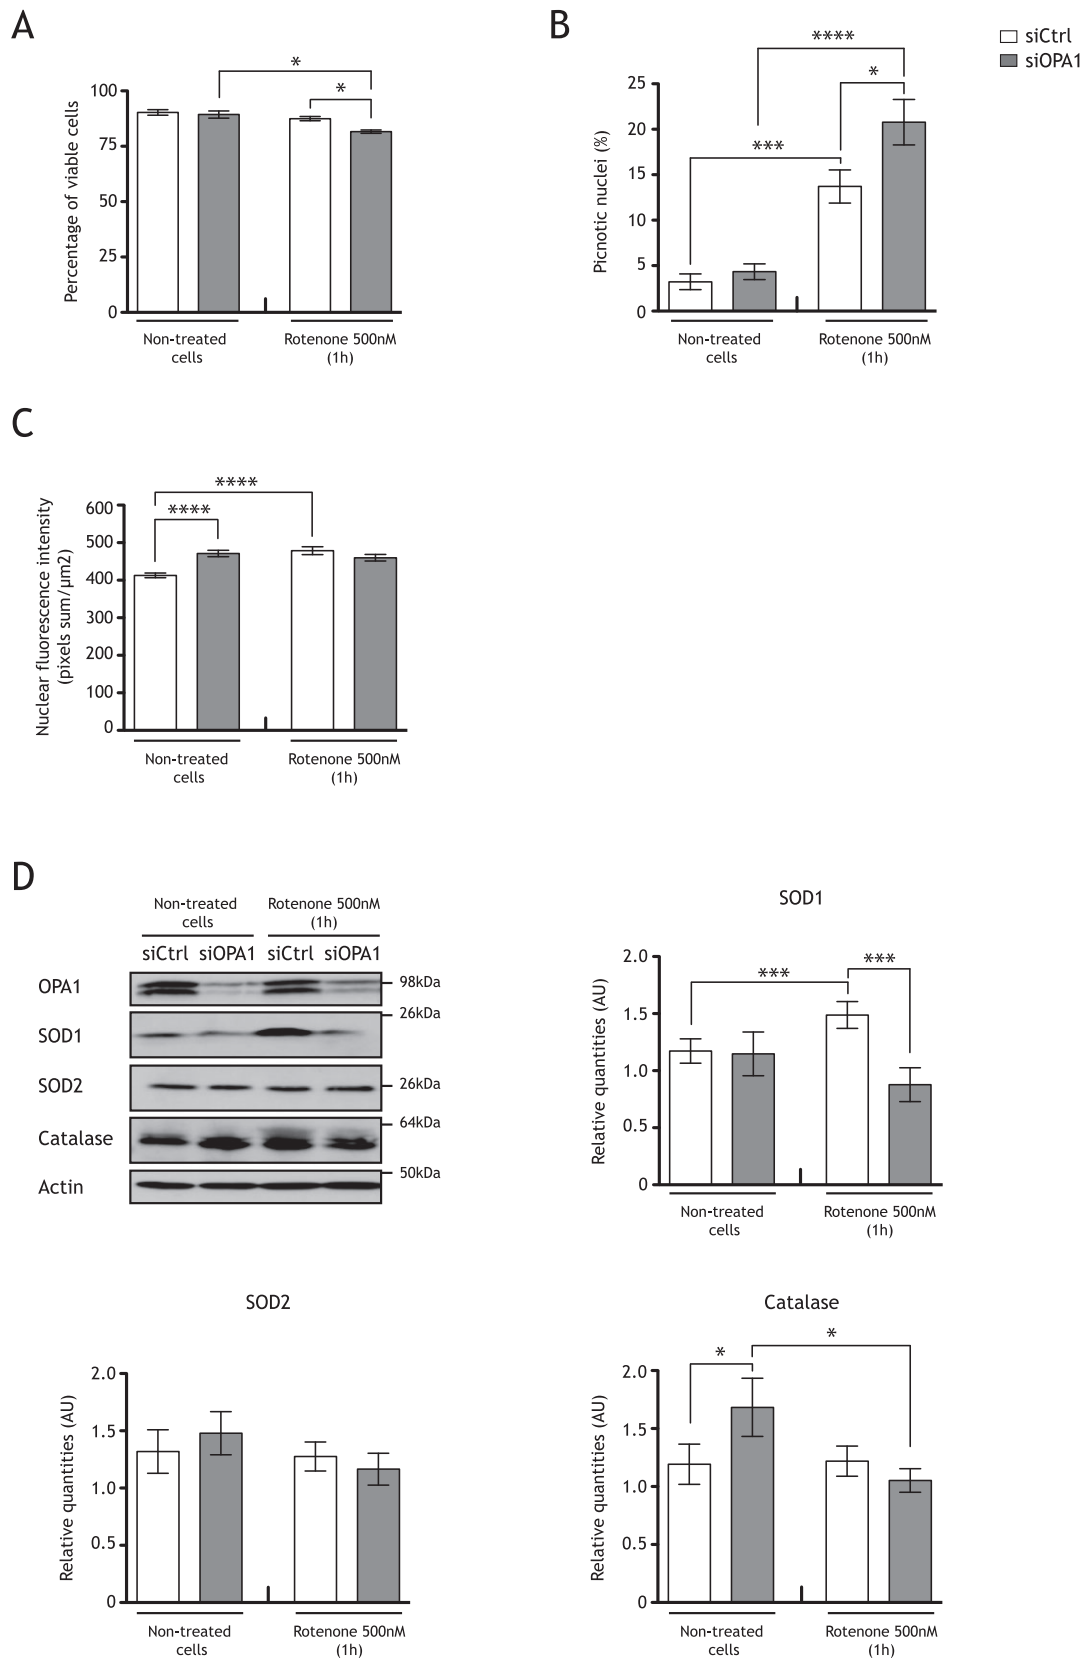 A
B
siCtrl
siOPA1
Percentage of viable cells
100
75
50
25
0
*
*
Non-treated
cells
Rotenone 500nM
(1h)
Picnotic nuclei (%)
25
20
15
10
5
0
***
****
*
Non-treated
cells
Rotenone 500nM
(1h)
C
Nuclear fluorescence intensity
(pixels sum/µm2)
600
500
400
300
200
100
0
****
****
Non-treated
cells
Rotenone 500nM
(1h)
D
Non-treated
cells
Rotenone 500nM
(1h)
siCtrl siOPA1 siCtrl siOPA1
OPA1
98kDa
26kDa
SOD1
SOD2
26kDa
64kDa
Catalase
50kDa
Actin
SOD1
Relative quantities (AU)
2.0
1.5
1.0
0.5
0
***
***
Non-treated
cells
Rotenone 500nM
(1h)
SOD2
Relative quantities (AU)
2.0
1.5
1.0
0.5
0
Non-treated
cells
Rotenone 500nM
(1h)
Catalase
Relative quantities (AU)
2.0
1.5
1.0
0.5
0
*
*
Non-treated
cells
Rotenone 500nM
(1h)